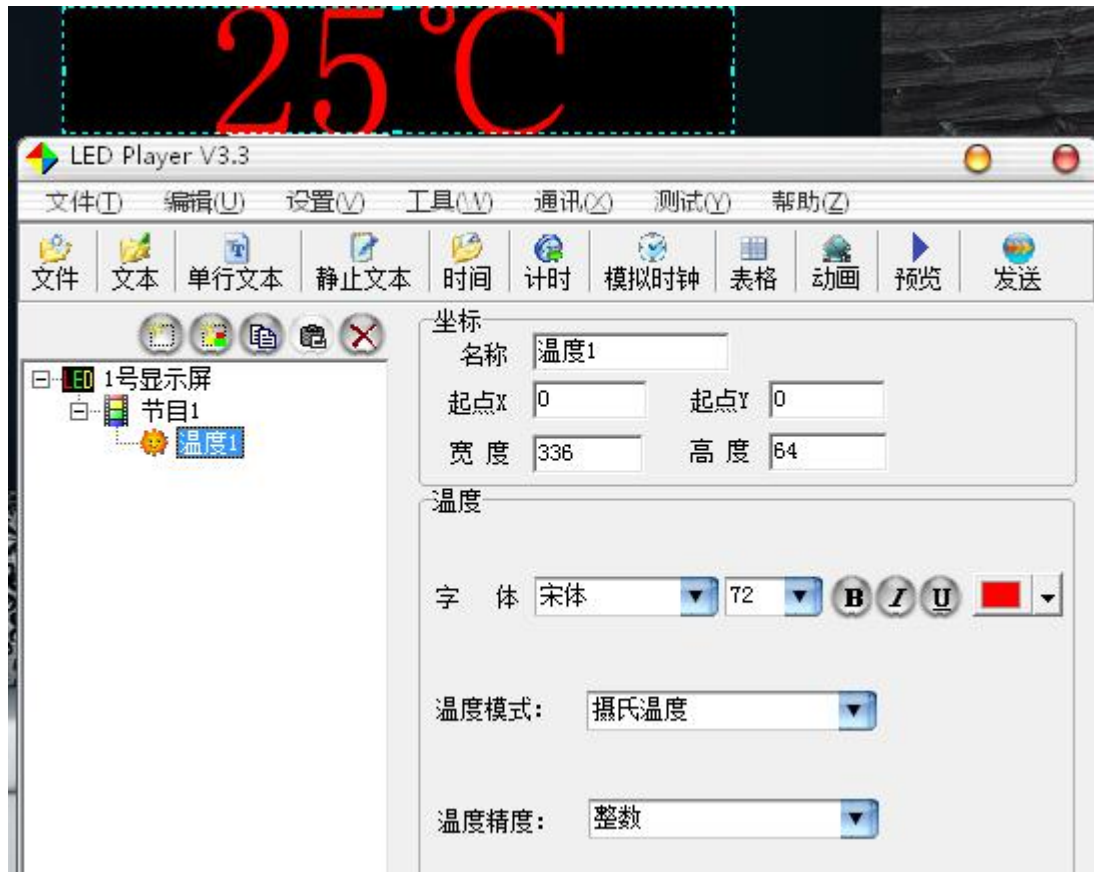 25℃
LED Player V3.3
文件(T) 编辑(U) 设置(V) 工具(W) 通讯(X) 测试(Y) 帮助(Z)
文件 文本 单行文本 静止文本 时间 计时 模拟时钟 表格 动画 预览 发送
坐标
名称 温度1
LED 1号显示屏
起点X 0 起点Y 0
节目1
温度1
宽 度 336 高 度 64
温度
字 体 宋体 72 B I U
温度模式： 摄氏温度
温度精度： 整数